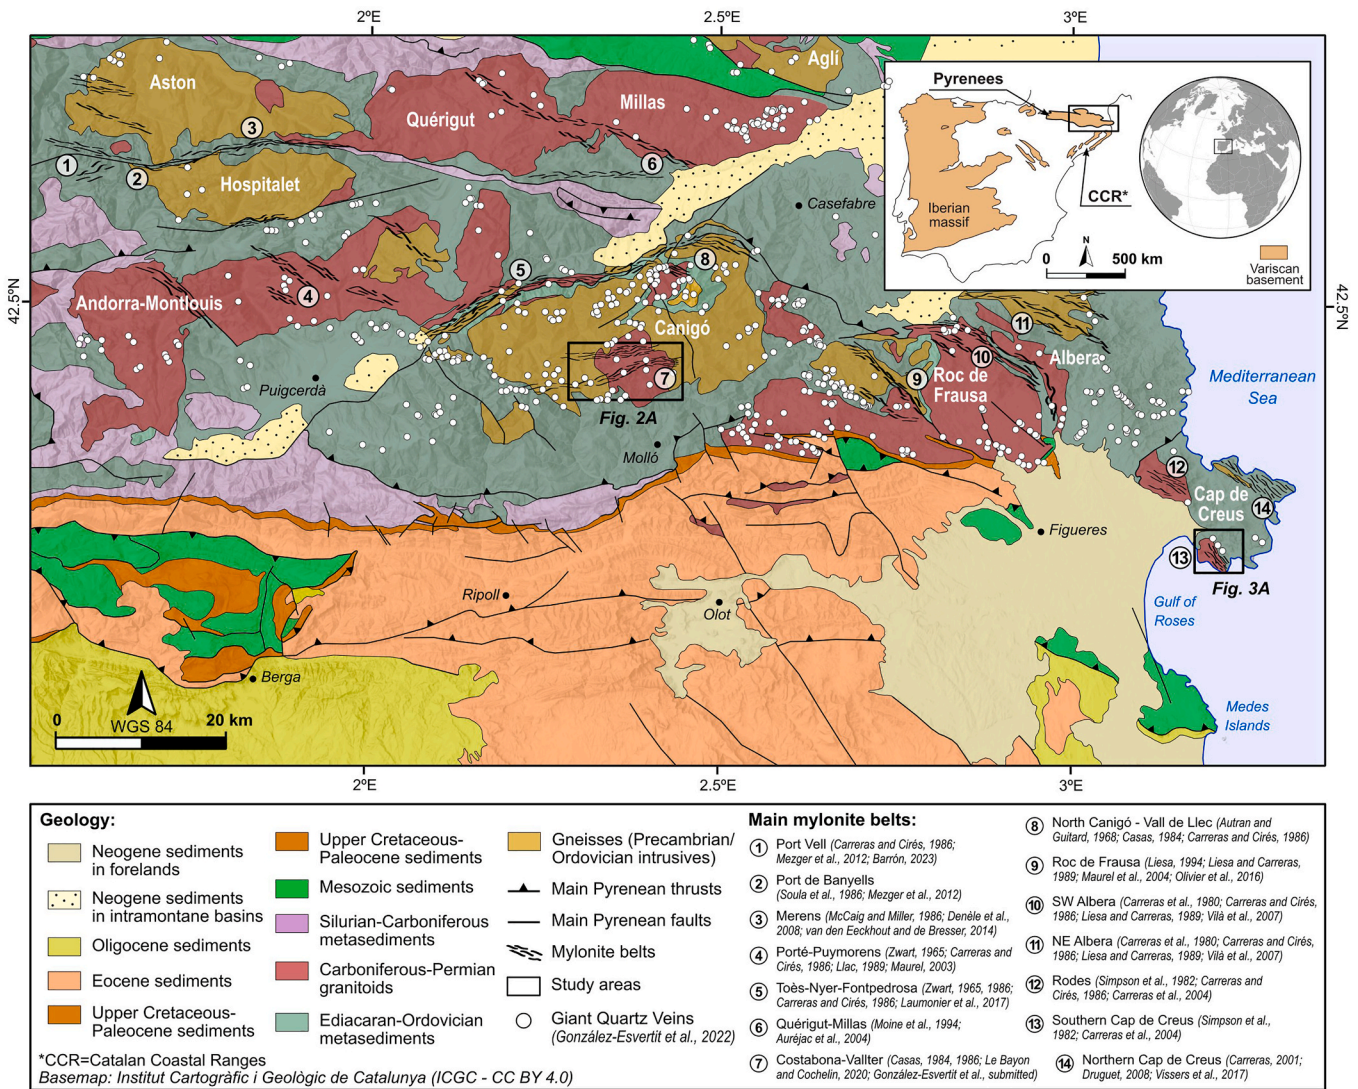 2º
2.5ºE
3º
Aston
Aglí
Quérigut
Millas
3
1
2
6
Hospitalet
Casefabre
8
5
Andorra-Montlouis
4
Canigó
7
Fig. 2A
Puigcerdà
Molló
11
10
Albera
9
Roc de
Frausa
Mediterranean
Sea
12
Cap de
Creus
14
13
Fig. 3A
Figueres
Gulf of
Roses
Ripoll
Olot
Berga
Medes
Islands
0
20 km
WGS 84
42.5ºN
42.5ºN
2º
2.5ºE
3º
Pyrenees
CCR*
Iberian
massif
N
0
500 km
Variscan
basement
Geology:
Neogene sediments
in forelands
Neogene sediments
in intramontane basins
Oligocene sediments
Eocene sediments
Upper Cretaceous-
Paleocene sediments
Upper Cretaceous-
Paleocene sediments
Mesozoic sediments
Silurian-Carboniferous
metasediments
Carboniferous-Permian
granitoids
Ediacaran-Ordovician
metasediments
Gneisses (Precambrian/
Ordovician intrusives)
Main Pyrenean thrusts
Main Pyrenean faults
Mylonite belts
Study areas
Giant Quartz Veins
(González-Esvertit et al., 2022)
*CCR=Catalan Coastal Ranges
Basemap: Institut Cartogràfic i Geològic de Catalunya (ICGC - CC BY 4.0)
Main mylonite belts:
1 Port Vell (Carreras and Cirés, 1986;
Mezger et al., 2012; Barrón, 2023)
2 Port de Banyells
(Soula et al., 1986; Mezger et al., 2012)
3 Merens (McCaig and Miller, 1986; Denèle et al.,
2008; van den Eeckhout and de Bresser, 2014)
4 Porté-Puymorens (Zwart, 1965; Carreras and
Cirés, 1986; Llac, 1989; Maurel, 2003)
5 Toès-Nyer-Fontpedrosa (Zwart, 1965, 1986;
Carreras and Cirés, 1986; Laumonier et al., 2017)
6 Quérigut-Millas (Moine et al., 1994;
Auréjac et al., 2004)
7 Costabona-Vallter (Casas, 1984, 1986; Le Bayon
and Cochelin, 2020; González-Esvertit et al., submitted)
8 North Canigó - Vall de Llec (Autran and
Guitard, 1968; Casas, 1984; Carreras and Cirés, 1986)
9 Roc de Frausa (Liesa, 1994; Liesa and Carreras,
1989; Maurel et al., 2004; Olivier et al., 2016)
10 SW Albera (Carreras et al., 1980; Carreras and Cirés,
1986; Liesa and Carreras, 1989; Vilà et al., 2007)
11 NE Albera (Carreras et al., 1980; Carreras and Cirés,
1986; Liesa and Carreras, 1989; Vilà et al., 2007)
12 Rodes (Simpson et al., 1982; Carreras and
Cirés, 1986; Carreras et al., 2004)
13 Southern Cap de Creus (Simpson et al.,
1982; Carreras et al., 2004)
14 Northern Cap de Creus (Carreras, 2001;
Druguet, 2008; Vissers et al., 2017)